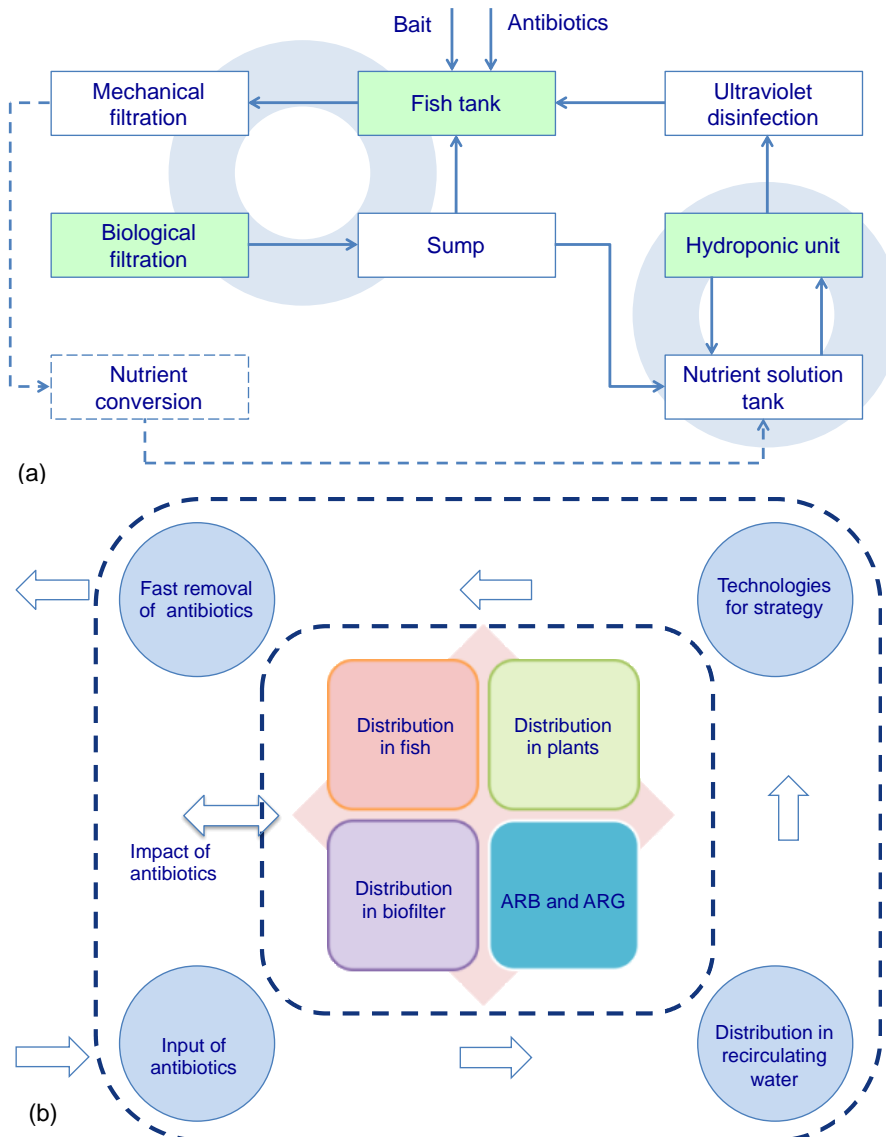 Bait
Antibiotics
Mechanical
filtration
Fish tank
Ultraviolet
disinfection
Biological
filtration
Sump
Hydroponic unit
Nutrient
conversion
Nutrient solution
tank
(a)
Fast removal
of antibiotics
Technologies
for strategy
Distribution
in fish
Distribution
in plants
Impact of
antibiotics
Distribution
in biofilter
ARB and ARG
Input of
antibiotics
Distribution in
recirculating
water
(b)